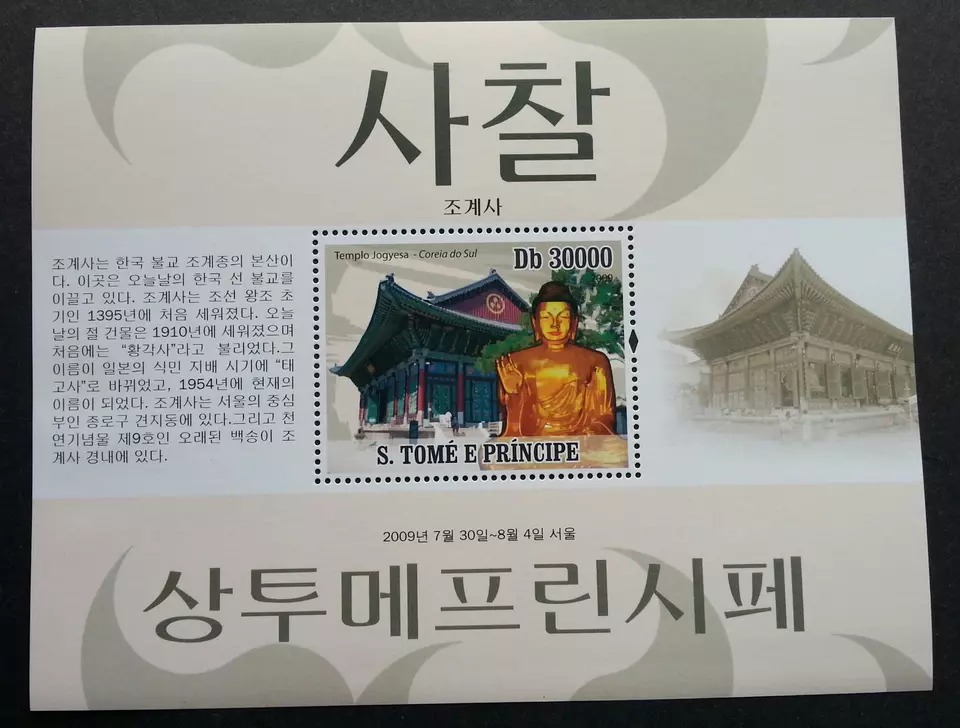 사찰
조계사
조계사는 한국 불교 조계종의 본산이
다. 이곳은 오늘날의 한국 선 불교를
이끌고 있다. 조계사는 조선 왕조 초
기인 1395년에 처음 세워졌다. 오늘
날의 절 건물은 1910년에 세워졌으며
처음에는 “황각사”라고 불리었다.그
이름이 일본의 식민 지배 시기에 “태
고사”로 바뀌었고, 1954년에 현재의
이름이 되었다. 조계사는 서울의 중심
부인 종로구 견지동에 있다.그리고 천
연기념물 제9호인 오래된 백송이 조
계사 경내에 있다.
Templo Jogyesa - Coreia do Sul
Db 30000
2009
S. TOMÉ E PRÍNCIPE
2009년 7월 30일~8월 4일 서울
상투메프린시페